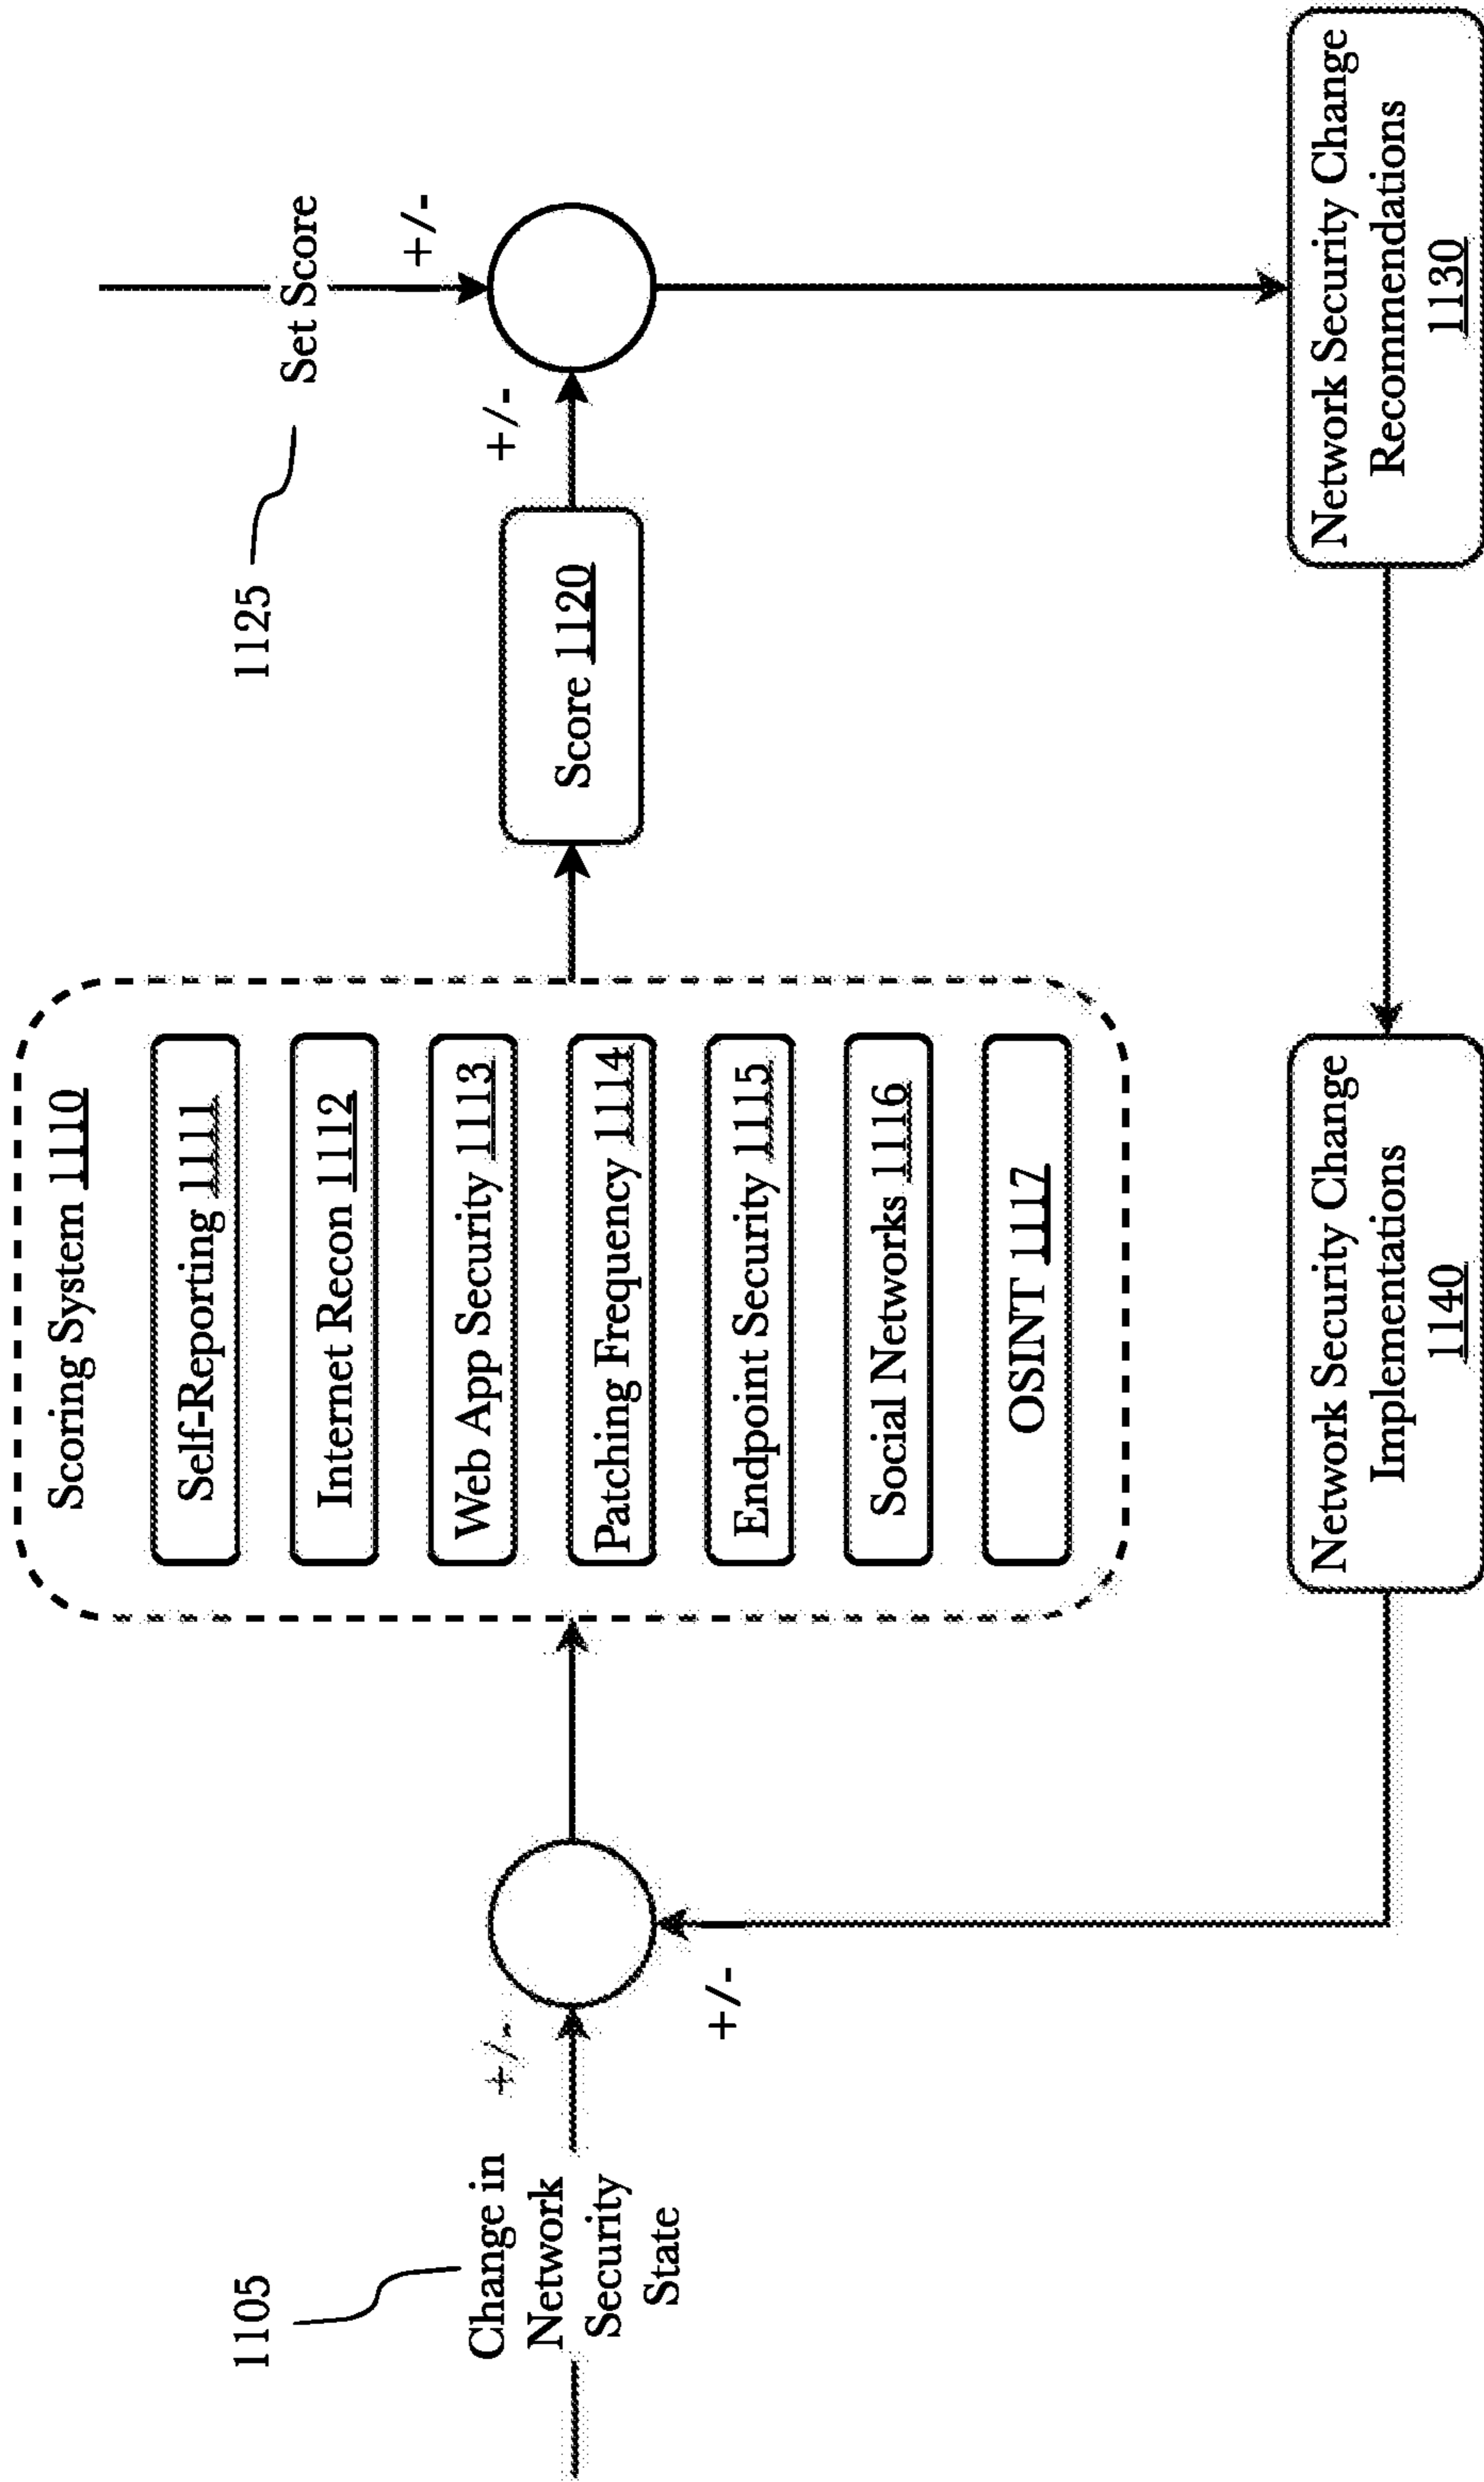 Scoring System 1110
Self-Reporting 1111
Internet Recon 1112
Web App Security 1113
Patching Frequency 1114
Endpoint Security 1115
Social Networks 1116
OSINT 1117
1105
Change in
Network
Security
State
+/-
+/-
Score 1120
+/-
1125
Set Score
+/-
Network Security Change
Implementations
1140
Network Security Change
Recommendations
1130